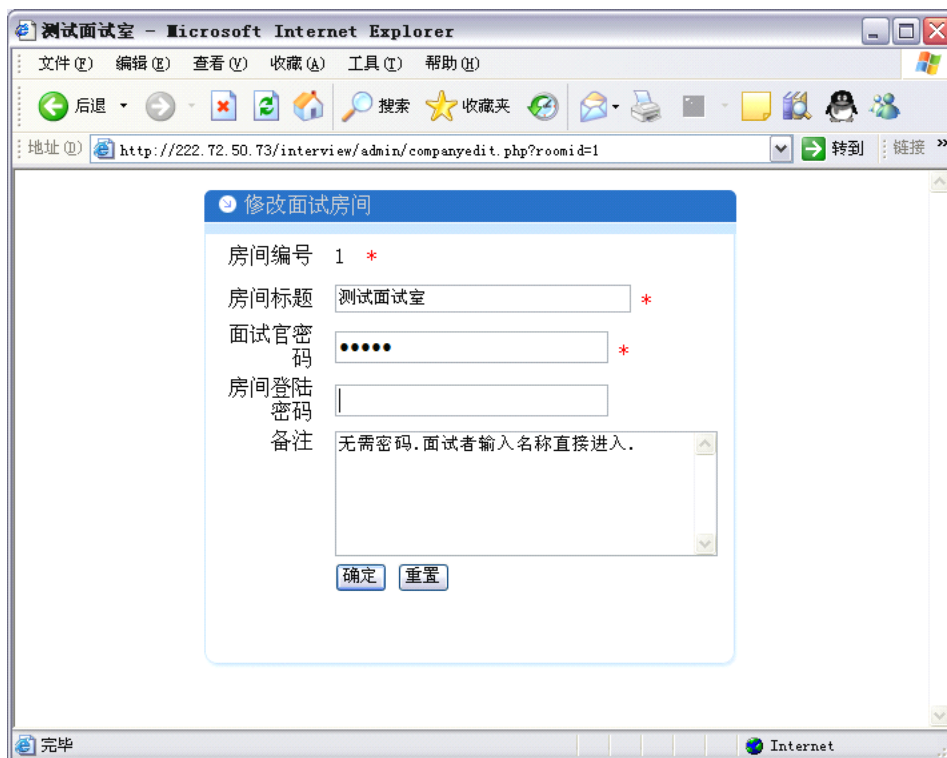 测试面试室 - Microsoft Internet Explorer
文件(F) 编辑(E) 查看(V) 收藏(A) 工具(T) 帮助(H)
后退 搜索 收藏夹
地址(D) http://222.72.50.73/interview/admin/companyedit.php?roomid=1 转到 链接 »
修改面试房间
房间编号 1 *
房间标题 测试面试室 *
面试官密
码 ●●●●● *
房间登陆
密码
备注 无需密码.面试者输入名称直接进入.
确定 重置
完毕 Internet